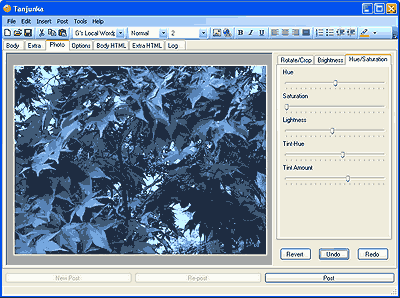 Tanjunka
File Edit Insert Post Tools Help
G's Local Wordp Normal 2 B I U
Body Extra Photo Options Body HTML Extra HTML Log
Rotate/Crop Brightness Hue/Saturation
Hue
Saturation
Lightness
Tint-Hue
Tint Amount
Revert Undo Redo
New Post Re-post Post